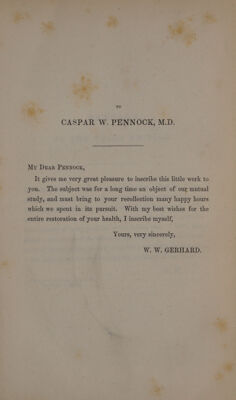 TO
CASPAR W. PENNOCK, M.D.
My Dear Pennock,
It gives me very great pleasure to inscribe this little work to
you. The subject was for a long time an object of our mutual
study, and must bring to your recollection many happy hours
which we spent in its pursuit. With my best wishes for the
entire restoration of your health, I inscribe myself,
Yours, very sincerely,
W. W. GERHARD.